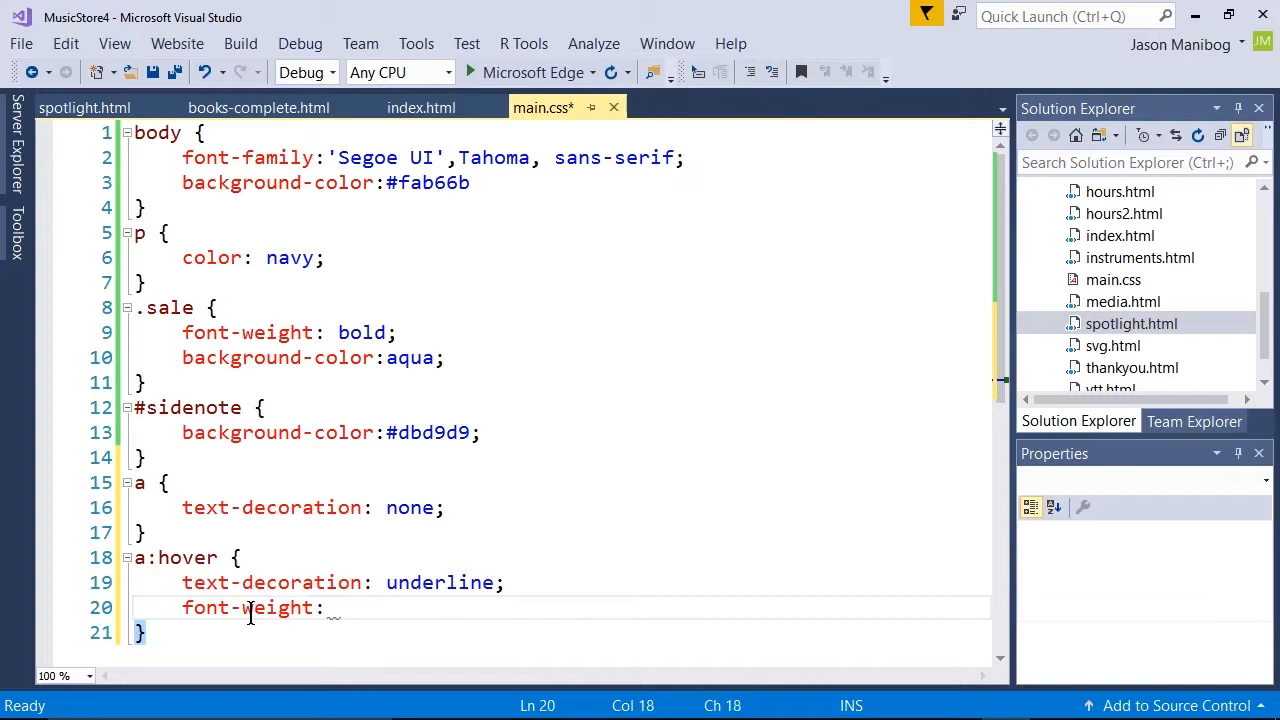 MusicStore4 - Microsoft Visual Studio
Quick Launch (Ctrl+Q)
File Edit View Website Build Debug Team Tools Test R Tools Analyze Window Help
Jason Manibog JM
Debug Any CPU Microsoft Edge
spotlight.html books-complete.html index.html main.css*
Server Explorer
Toolbox
1 body {
2 font-family:'Segoe UI',Tahoma, sans-serif;
3 background-color:#fab66b
4 }
5 p {
6 color: navy;
7 }
8 .sale {
9 font-weight: bold;
10 background-color:aqua;
11 }
12 #sidenote {
13 background-color:#dbd9d9;
14 }
15 a {
16 text-decoration: none;
17 }
18 a:hover {
19 text-decoration: underline;
20 font-weight:
21 }
100 %
Solution Explorer
Search Solution Explorer (Ctrl+;)
hours.html
hours2.html
index.html
instruments.html
main.css
media.html
spotlight.html
svg.html
thankyou.html
vtt.html
Solution Explorer Team Explorer
Properties
Ready Ln 20 Col 18 Ch 18 INS Add to Source Control